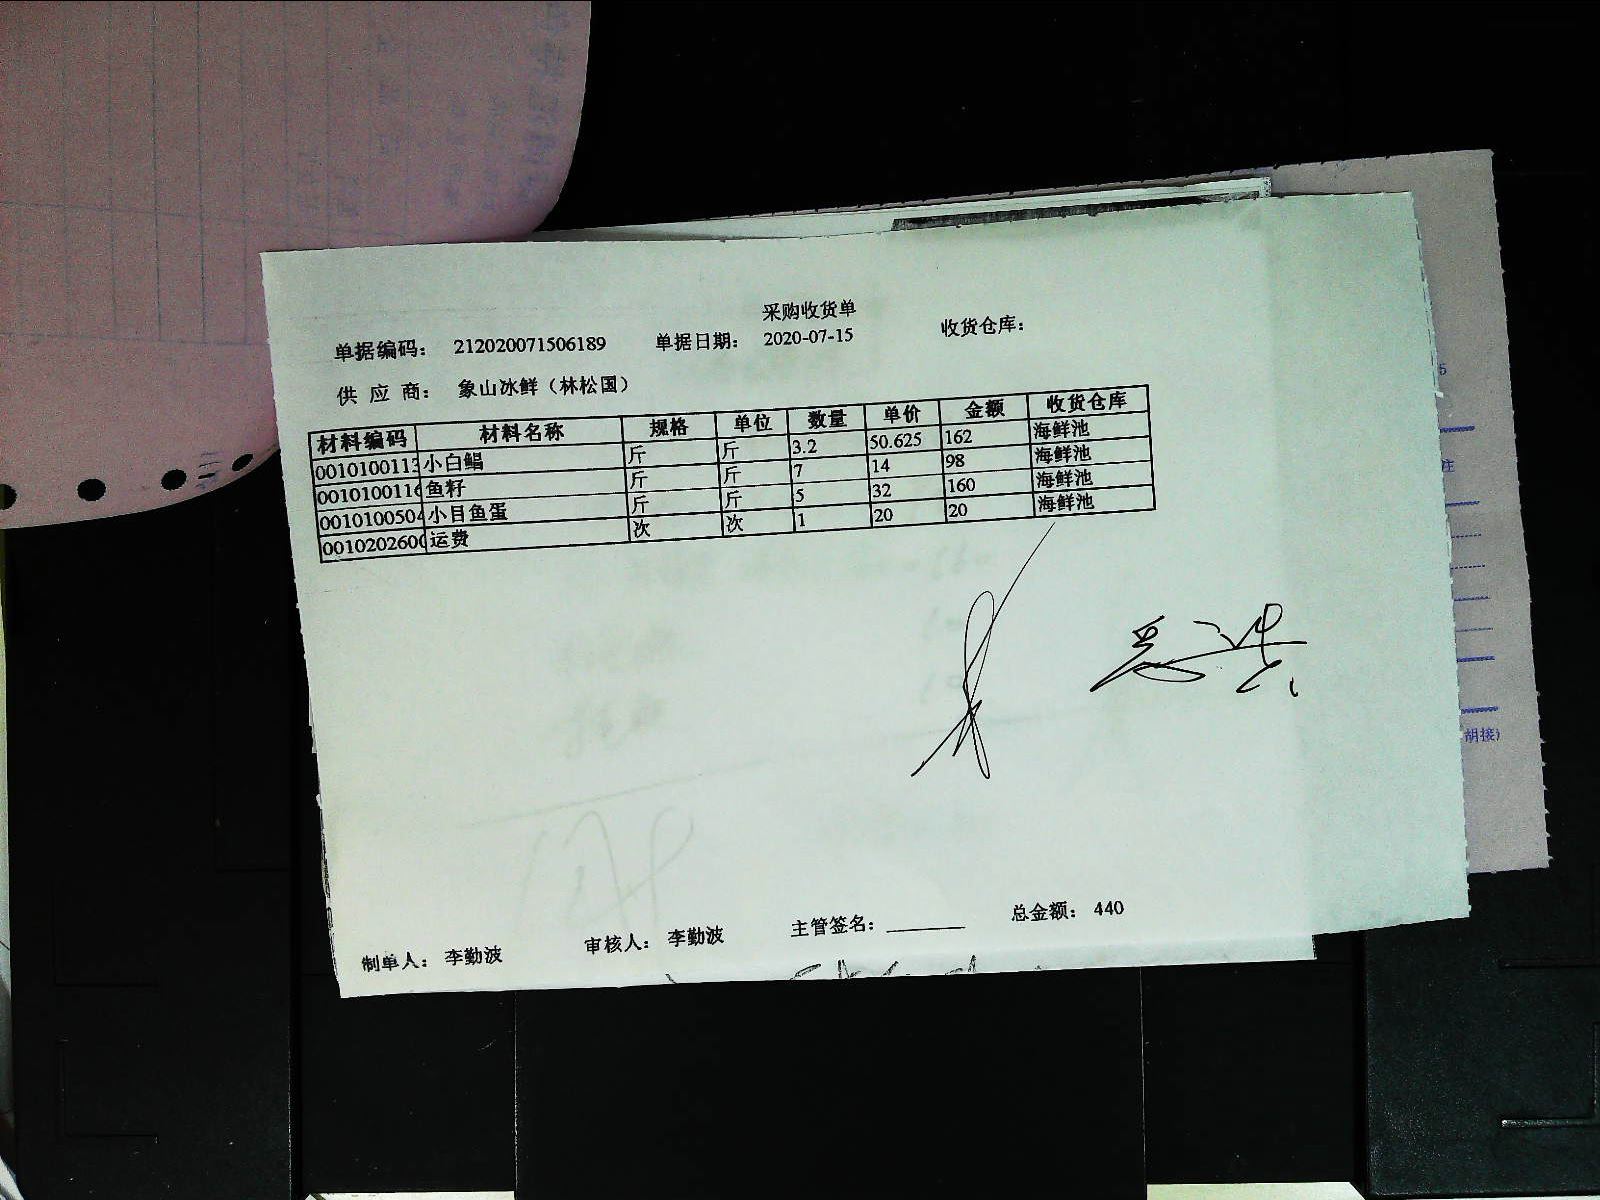 采购收货单
单据编码： 212020071506189 单据日期： 2020-07-15 收货仓库：
供 应 商： 象山冰鲜（林松国）
材料编码 材料名称 规格 单位 数量 单价 金额 收货仓库
0010100113 小白鲳 斤 斤 3.2 50.625 162 海鲜池
0010100116 鱼籽 斤 斤 7 14 98 海鲜池
0010100504 小目鱼蛋 斤 斤 5 32 160 海鲜池
001020260 运费 次 次 1 20 20 海鲜池
制单人： 李勤波 审核人： 李勤波 主管签名： 总金额： 440